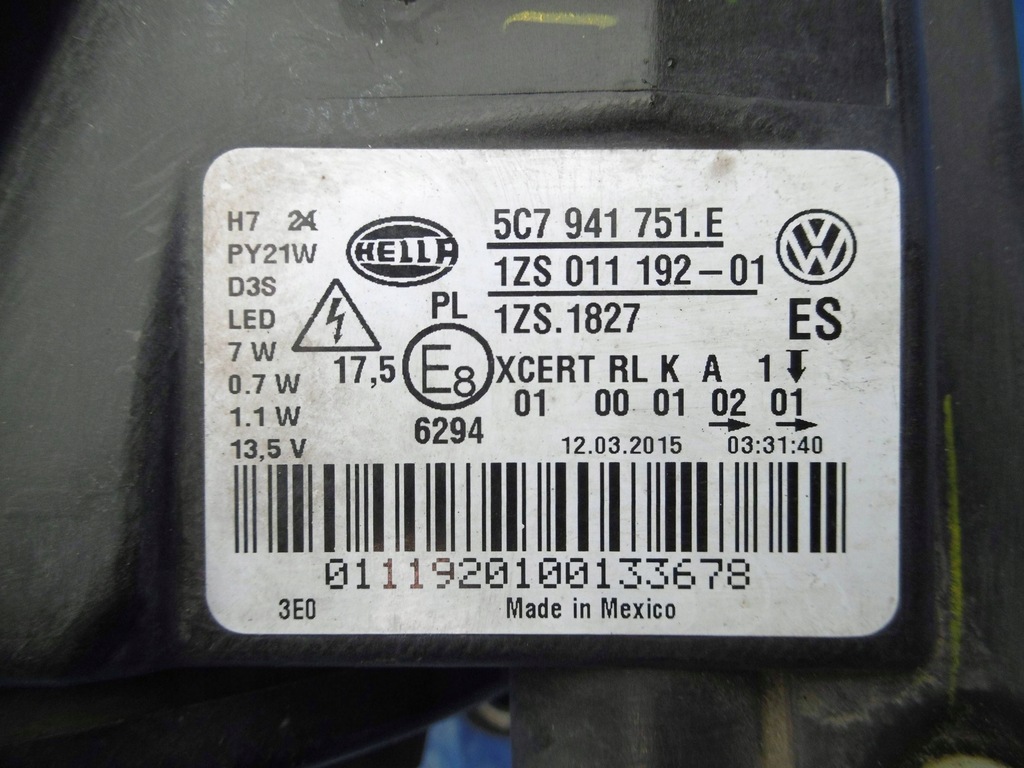 H7 24
PY21W
D3S
LED
7 W
0.7 W
1.1 W
13,5 V
HELLA
PL
17,5
E8
6294
5C7 941 751.E
1ZS 011 192-01
1ZS.1827
VW
ES
XCERT RL K A 1
01 00 01 02 01
12.03.2015 03:31:40
0111920100133678
3E0 Made in Mexico